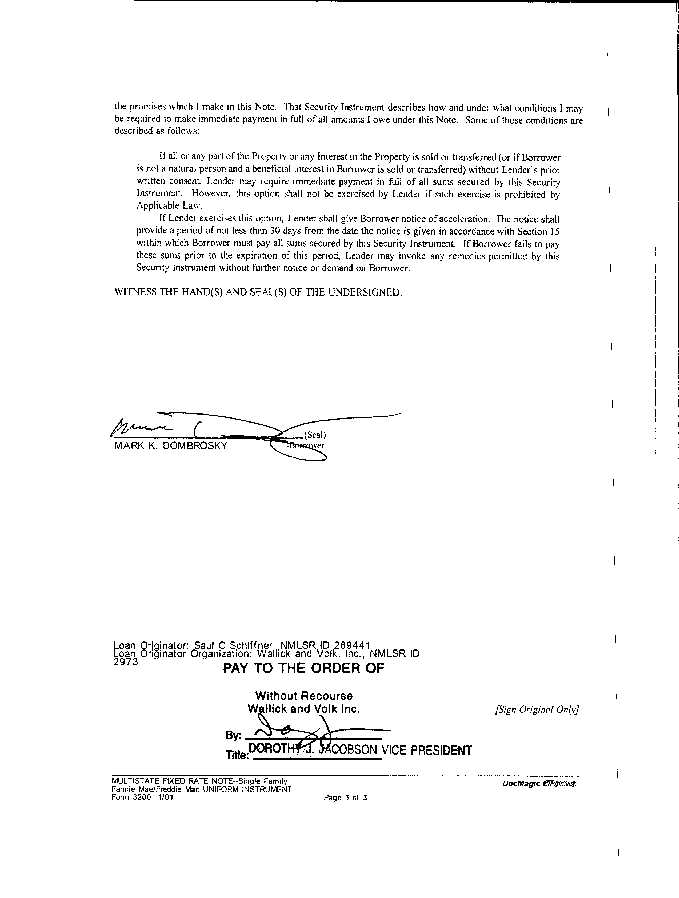 the promises which I make in this Note. That Security Instrument describes how and under what conditions I may
be required to make immediate payment in full of all amounts I owe under this Note. Some of those conditions are
described as follows:
If all or any part of the Property or any Interest in the Property is sold or transferred (or if Borrower
is not a natural person and a beneficial interest in Borrower is sold or transferred) without Lender's prior
written consent, Lender may require immediate payment in full of all sums secured by this Security
Instrument. However, this option shall not be exercised by Lender if such exercise is prohibited by
Applicable Law.
If Lender exercises this option, Lender shall give Borrower notice of acceleration. The notice shall
provide a period of not less than 30 days from the date the notice is given in accordance with Section 15
within which Borrower must pay all sums secured by this Security Instrument. If Borrower fails to pay
these sums prior to the expiration of this period, Lender may invoke any remedies permitted by this
Security Instrument without further notice or demand on Borrower.
WITNESS THE HAND(S) AND SEAL(S) OF THE UNDERSIGNED.
(Seal)
MARK K. DOMBROSKY -Borrower
Loan Originator: Saul C Schiffner, NMLSR ID 269441
Loan Originator Organization: Wallick and Volk, Inc., NMLSR ID
2973
PAY TO THE ORDER OF
Without Recourse
Wallick and Volk Inc.
[Sign Original Only]
By:
Title: DOROTHY J. JACOBSON VICE PRESIDENT
MULTISTATE FIXED RATE NOTE--Single Family
Fannie Mae/Freddie Mac UNIFORM INSTRUMENT
Form 3200 1/01 Page 3 of 3
DocMagic